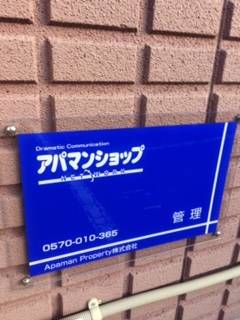 Dramatic Communication
アパマンショップ
NETWORK
管理
0570-010-365
Apaman Property株式会社